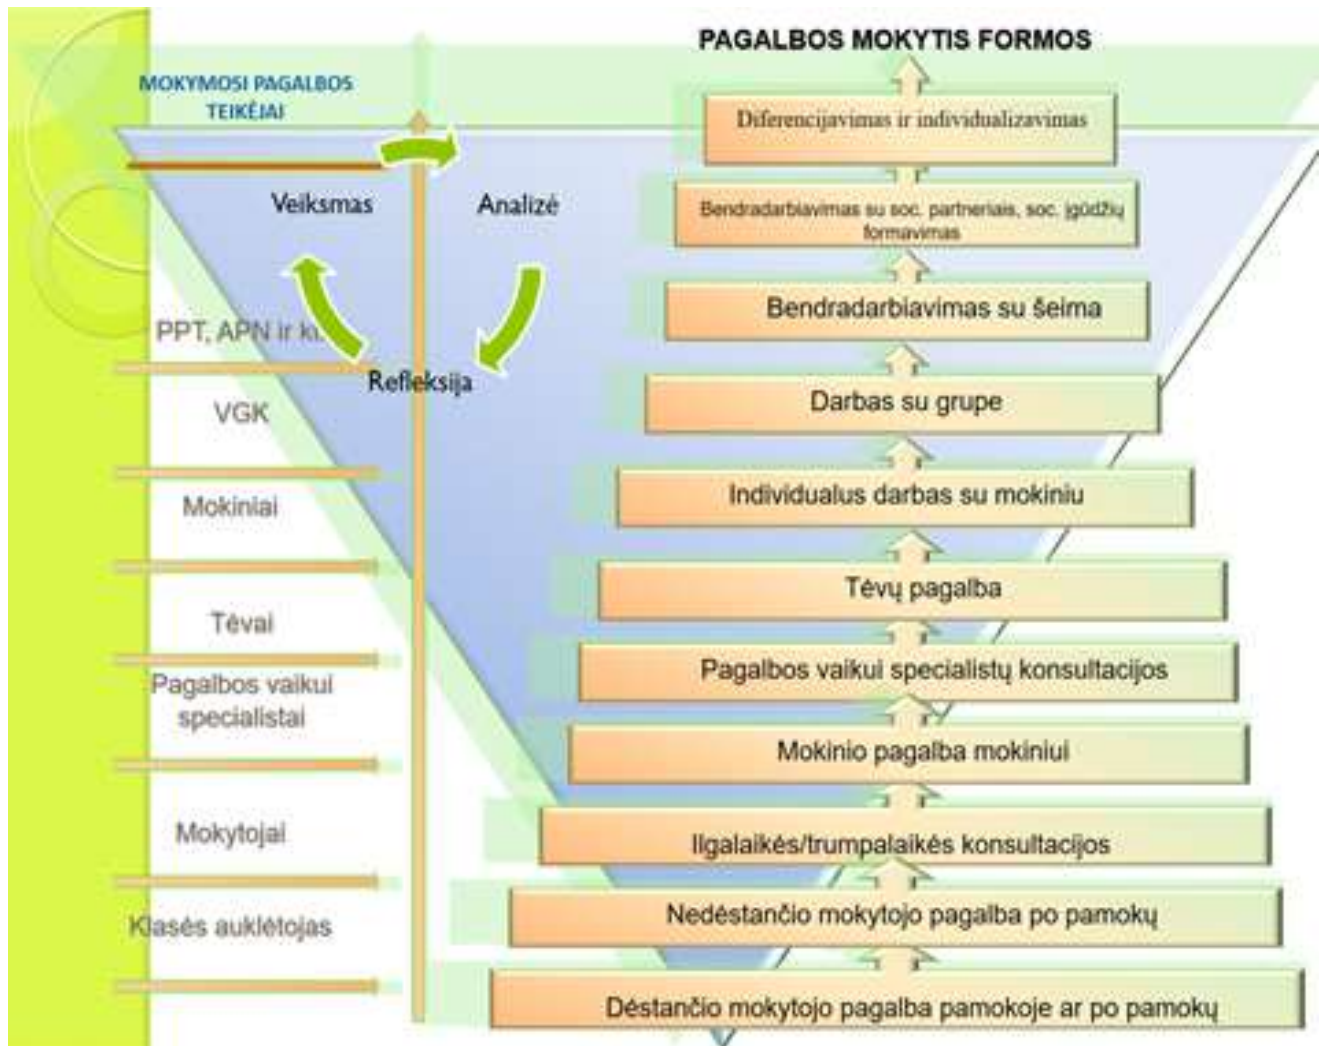 PAGALBOS MOKYTIS FORMOS
MOKYMOSI PAGALBOS
TEIKĖJAI
Veiksmas
Analizė
Refleksija
PPT, APN ir
VGK
Mokiniai
Tėvai
Pagalbos vaikui
specialistai
Mokytojai
Klasės auklėtojas
Diferencijavimas ir individualizavimas
Bendradarbiavimas su soc. partneriais, soc. įgūdžių
formavimas
Bendradarbiavimas su šeima
Darbas su grupe
Individualus darbas su mokiniu
Tėvų pagalba
Pagalbos vaikui specialistų konsultacijos
Mokinio pagalba mokiniui
Ilgalaikės/trumpalaikės konsultacijos
Nedėstančio mokytojo pagalba po pamokų
Dėstančio mokytojo pagalba pamokoje ar po pamokų